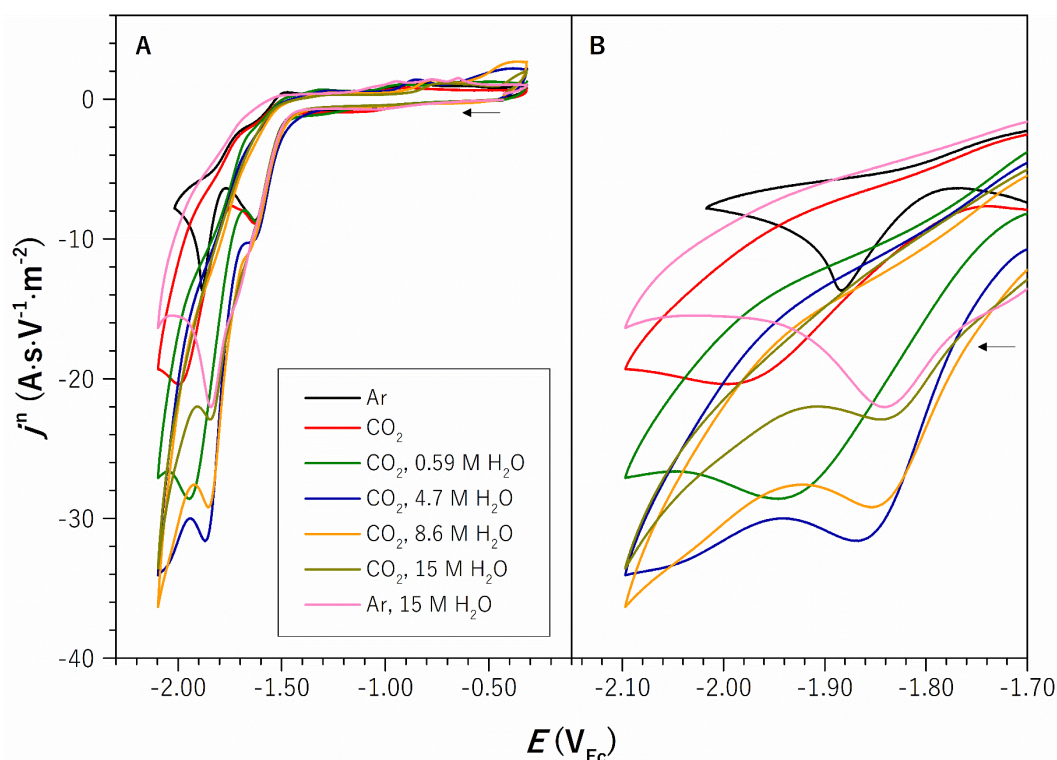 A
B
0
-10
-20
-30
-40
jⁿ (A·s·V⁻¹·m⁻²)
Ar
CO₂
CO₂, 0.59 M H₂O
CO₂, 4.7 M H₂O
CO₂, 8.6 M H₂O
CO₂, 15 M H₂O
Ar, 15 M H₂O
-2.00 -1.50 -1.00 -0.50
-2.10 -2.00 -1.90 -1.80 -1.70
E (V_Fc)